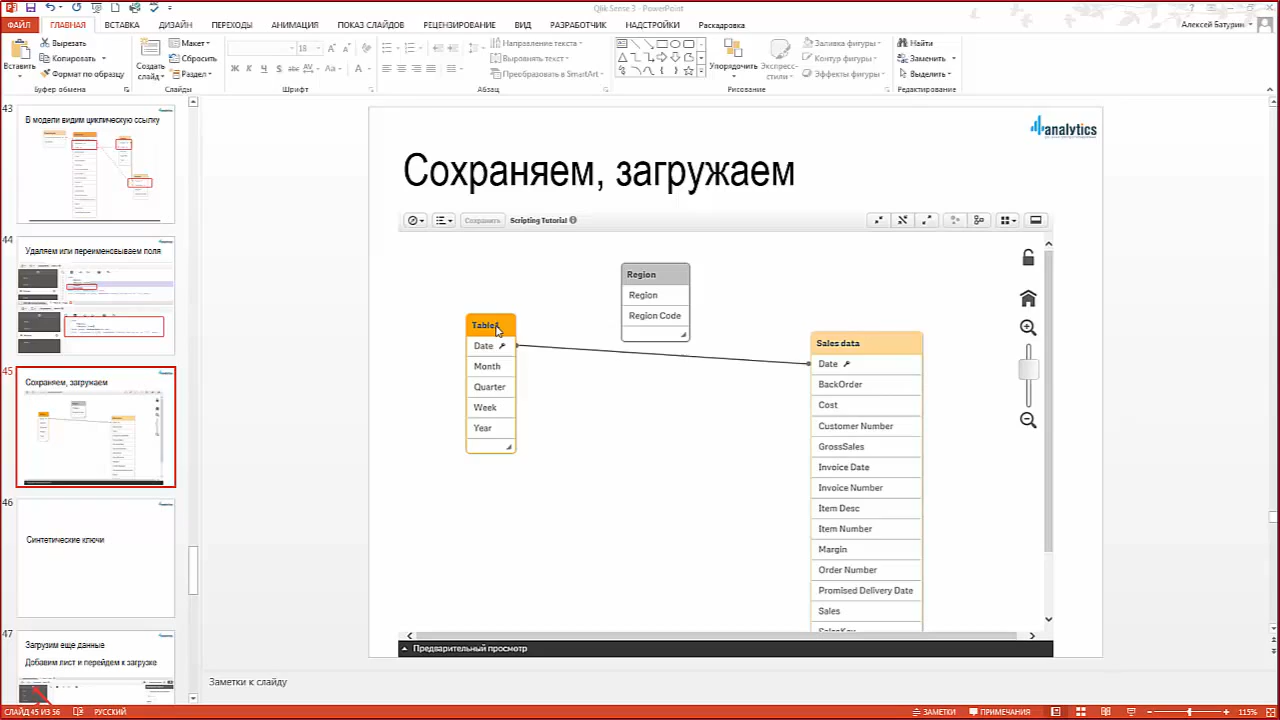 Qlik Sense 3 - PowerPoint
ФАЙЛ ГЛАВНАЯ ВСТАВКА ДИЗАЙН ПЕРЕХОДЫ АНИМАЦИЯ ПОКАЗ СЛАЙДОВ РЕЦЕНЗИРОВАНИЕ ВИД РАЗРАБОТЧИК НАДСТРОЙКИ Раскадровка Алексей Батурин
Вставить
Вырезать
Копировать
Формат по образцу
Буфер обмена
Создать слайд
Макет
Сбросить
Раздел
Слайды
18
Ж К Ч S abc AV Aa A
Шрифт
Направление текста
Выровнять текст
Преобразовать в SmartArt
Абзац
Упорядочить
Экспресс-стили
Заливка фигуры
Контур фигуры
Эффекты фигуры
Рисование
Найти
Заменить
Выделить
Редактирование
43
В модели видим циклическую ссылку
44
Удаляем или переименовываем поля
45
Сохраняем, загружаем
46
Синтетические ключи
47
Загрузим еще данные
Добавим лист и перейдем к загрузке
4analytics
Сохраняем, загружаем
Сохранить Scripting Tutorial
Region
Region
Region Code
Date
Month
Quarter
Week
Year
Sales data
Date
BackOrder
Cost
Customer Number
GrossSales
Invoice Date
Invoice Number
Item Desc
Item Number
Margin
Order Number
Promised Delivery Date
Sales
SalesKey
Предварительный просмотр
Заметки к слайду
СЛАЙД 45 ИЗ 56 РУССКИЙ ЗАМЕТКИ ПРИМЕЧАНИЯ 115%